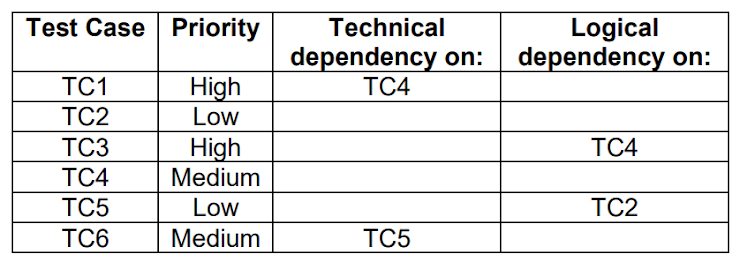 Test Case Priority Technical dependency on: Logical dependency on:
TC1 High TC4
TC2 Low
TC3 High TC4
TC4 Medium
TC5 Low TC2
TC6 Medium TC5